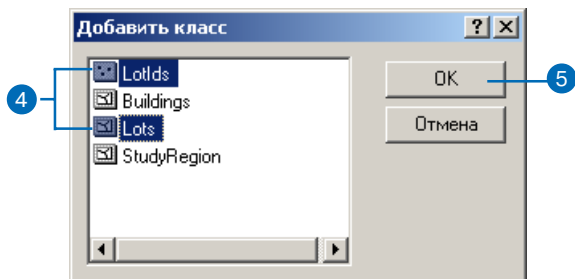 Добавить класс ? ×
LotIds
Buildings
Lots
StudyRegion
OK
Отмена
4
5